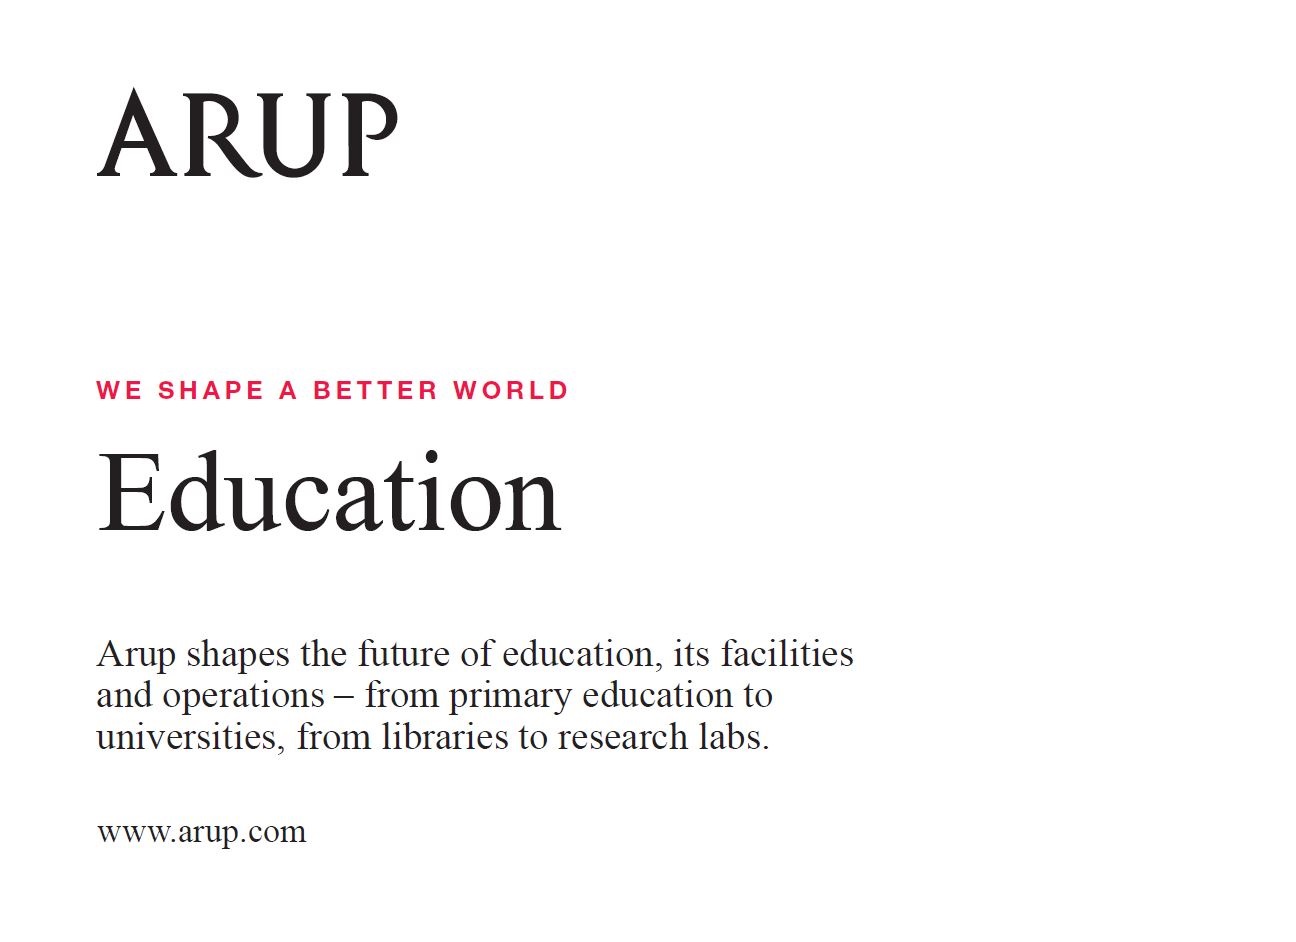 ARUP
WE SHAPE A BETTER WORLD
Education
Arup shapes the future of education, its facilities
and operations – from primary education to
universities, from libraries to research labs.
www.arup.com